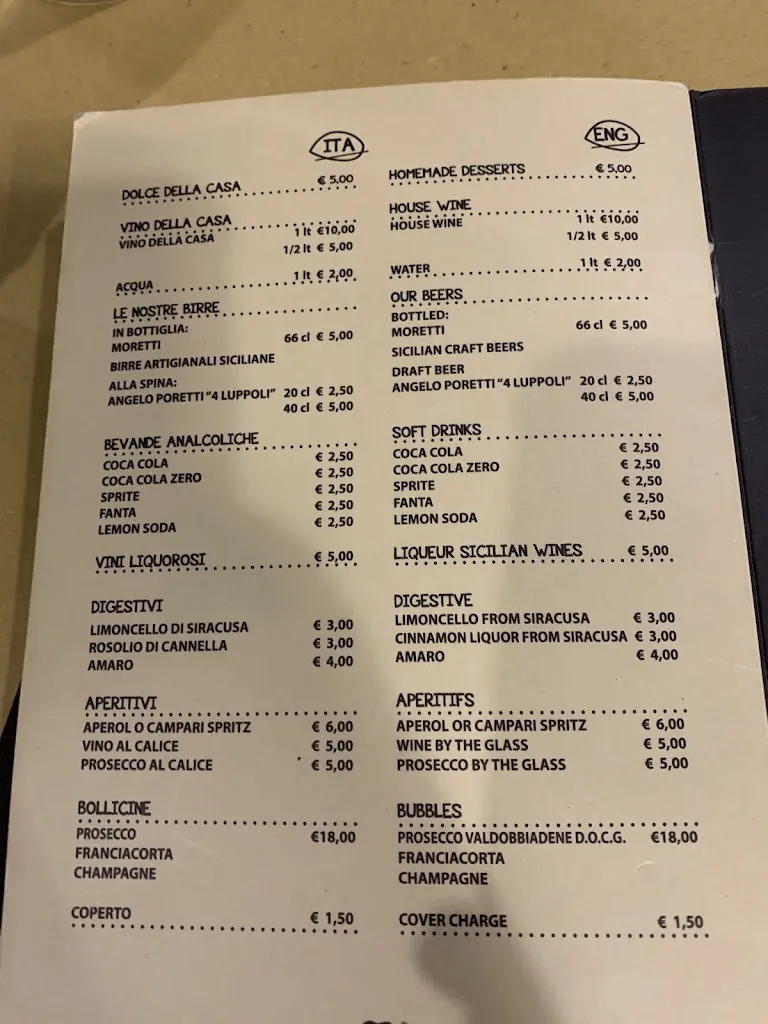 ITA
DOLCE DELLA CASA € 5,00
VINO DELLA CASA
VINO DELLA CASA 1 lt €10,00
1/2 lt € 5,00
ACQUA 1 lt € 2,00
LE NOSTRE BIRRE
IN BOTTIGLIA:
MORETTI 66 cl € 5,00
BIRRE ARTIGIANALI SICILIANE
ALLA SPINA:
ANGELO PORETTI "4 LUPPOLI" 20 cl € 2,50
40 cl € 5,00
BEVANDE ANALCOLICHE
COCA COLA € 2,50
COCA COLA ZERO € 2,50
SPRITE € 2,50
FANTA € 2,50
LEMON SODA € 2,50
VINI LIQUOROSI € 5,00
DIGESTIVI
LIMONCELLO DI SIRACUSA € 3,00
ROSOLIO DI CANNELLA € 3,00
AMARO € 4,00
APERITIVI
APEROL O CAMPARI SPRITZ € 6,00
VINO AL CALICE € 5,00
PROSECCO AL CALICE € 5,00
BOLLICINE
PROSECCO €18,00
FRANCIACORTA
CHAMPAGNE
COPERTO € 1,50
ENG
HOMEMADE DESSERTS € 5,00
HOUSE WINE
HOUSE WINE 1 lt €10,00
1/2 lt € 5,00
WATER 1 lt € 2,00
OUR BEERS
BOTTLED:
MORETTI 66 cl € 5,00
SICILIAN CRAFT BEERS
DRAFT BEER
ANGELO PORETTI "4 LUPPOLI" 20 cl € 2,50
40 cl € 5,00
SOFT DRINKS
COCA COLA € 2,50
COCA COLA ZERO € 2,50
SPRITE € 2,50
FANTA € 2,50
LEMON SODA € 2,50
LIQUEUR SICILIAN WINES € 5,00
DIGESTIVE
LIMONCELLO FROM SIRACUSA € 3,00
CINNAMON LIQUOR FROM SIRACUSA € 3,00
AMARO € 4,00
APERITIFS
APEROL OR CAMPARI SPRITZ € 6,00
WINE BY THE GLASS € 5,00
PROSECCO BY THE GLASS € 5,00
BUBBLES
PROSECCO VALDOBBIADENE D.O.C.G. €18,00
FRANCIACORTA
CHAMPAGNE
COVER CHARGE € 1,50